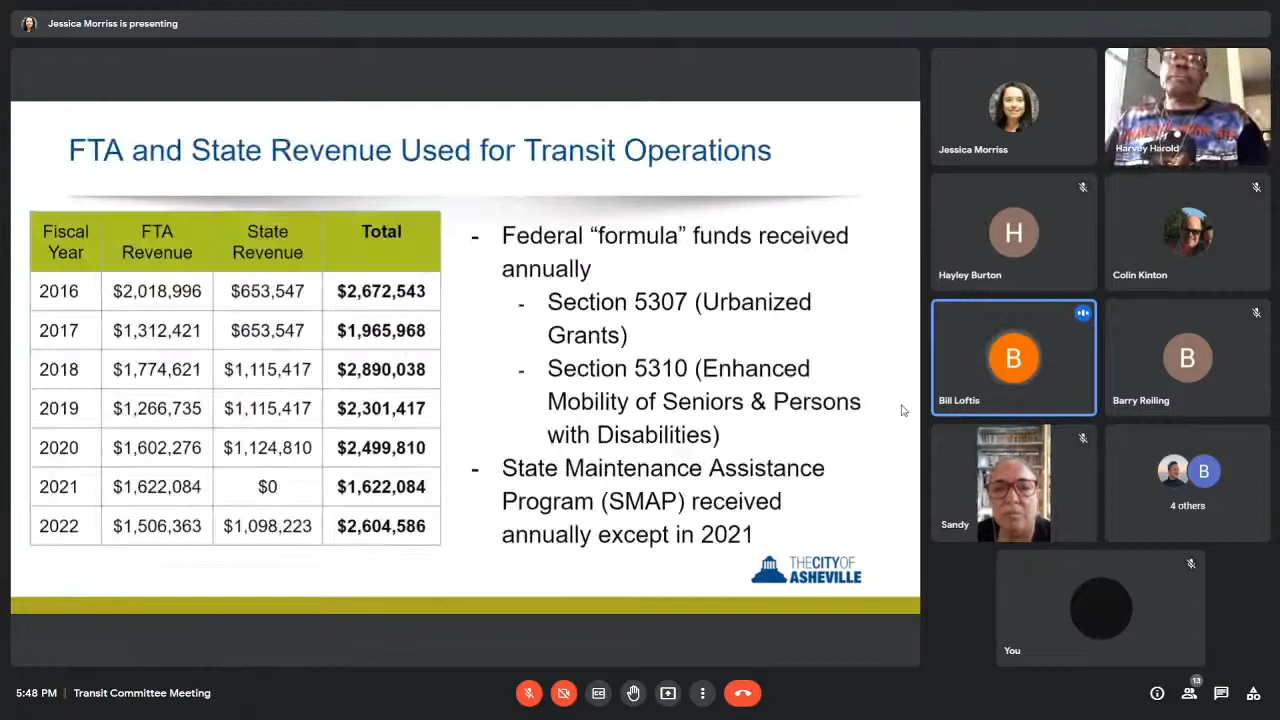 Jessica Morriss is presenting
FTA and State Revenue Used for Transit Operations
Fiscal Year FTA Revenue State Revenue Total
2016 $2,018,996 $653,547 $2,672,543
2017 $1,312,421 $653,547 $1,965,968
2018 $1,774,621 $1,115,417 $2,890,038
2019 $1,266,735 $1,115,417 $2,301,417
2020 $1,602,276 $1,124,810 $2,499,810
2021 $1,622,084 $0 $1,622,084
2022 $1,506,363 $1,098,223 $2,604,586
- Federal “formula” funds received
annually
- Section 5307 (Urbanized
Grants)
- Section 5310 (Enhanced
Mobility of Seniors & Persons
with Disabilities)
- State Maintenance Assistance
Program (SMAP) received
annually except in 2021
THE CITY OF
ASHEVILLE
Jessica Morriss
Harvey Harold
H
Hayley Burton
Colin Kinton
B
Bill Loftis
B
Barry Reiling
Sandy
B
4 others
You
5:48 PM | Transit Committee Meeting
13